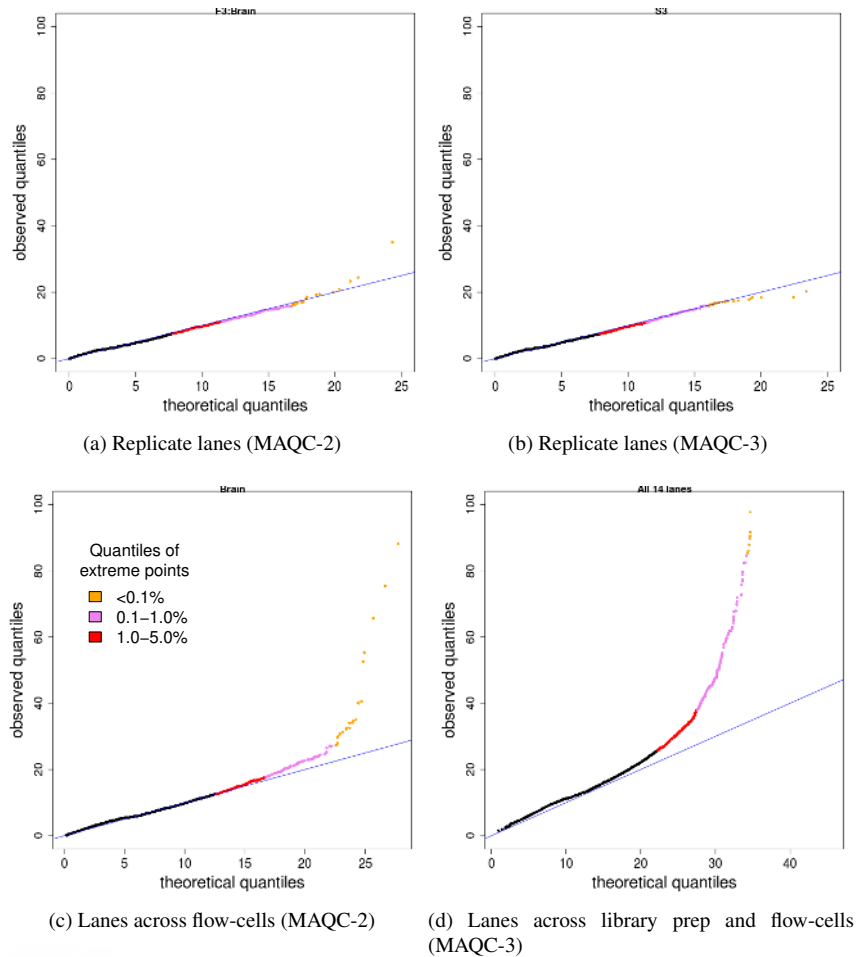 F3:Brain
100
80
60
40
20
0
observed quantiles
0 5 10 15 20 25
theoretical quantiles
(a) Replicate lanes (MAQC-2)
S3
100
80
60
40
20
0
observed quantiles
0 5 10 15 20 25
theoretical quantiles
(b) Replicate lanes (MAQC-3)
Brain
100
80
60
40
20
0
observed quantiles
Quantiles of
extreme points
<0.1%
0.1−1.0%
1.0−5.0%
0 5 10 15 20 25
theoretical quantiles
(c) Lanes across flow-cells (MAQC-2)
All 14 lanes
100
80
60
40
20
0
observed quantiles
0 10 20 30 40
theoretical quantiles
(d) Lanes across library prep and flow-cells
(MAQC-3)